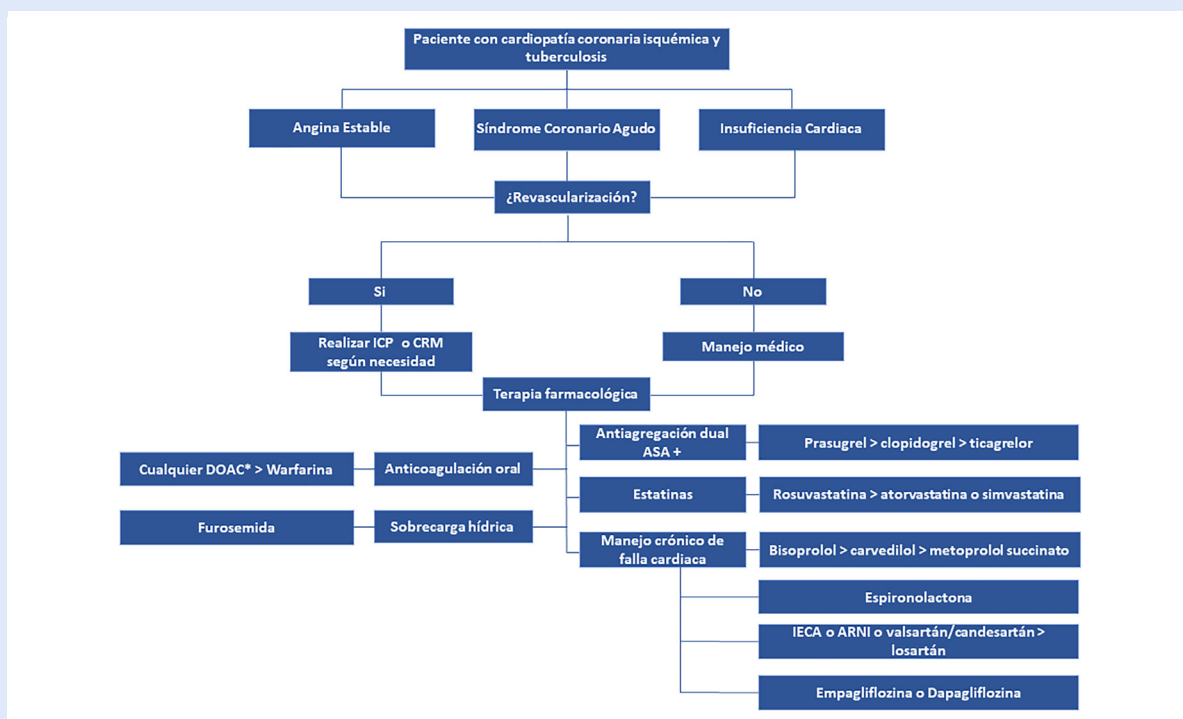 Paciente con cardiopatía coronaria isquémica y
tuberculosis
Angina Estable
Síndrome Coronario Agudo
Insuficiencia Cardiaca
¿Revascularización?
Si
No
Realizar ICP o CRM
según necesidad
Manejo médico
Terapia farmacológica
Antiagregación dual
ASA +
Prasugrel > clopidogrel > ticagrelor
Cualquier DOAC* > Warfarina
Anticoagulación oral
Estatinas
Rosuvastatina > atorvastatina o simvastatina
Furosemida
Sobrecarga hídrica
Manejo crónico de
falla cardiaca
Bisoprolol > carvedilol > metoprolol succinato
Espironolactona
IECA o ARNI o valsartán/candesartán >
losartán
Empagliflozina o Dapagliflozina